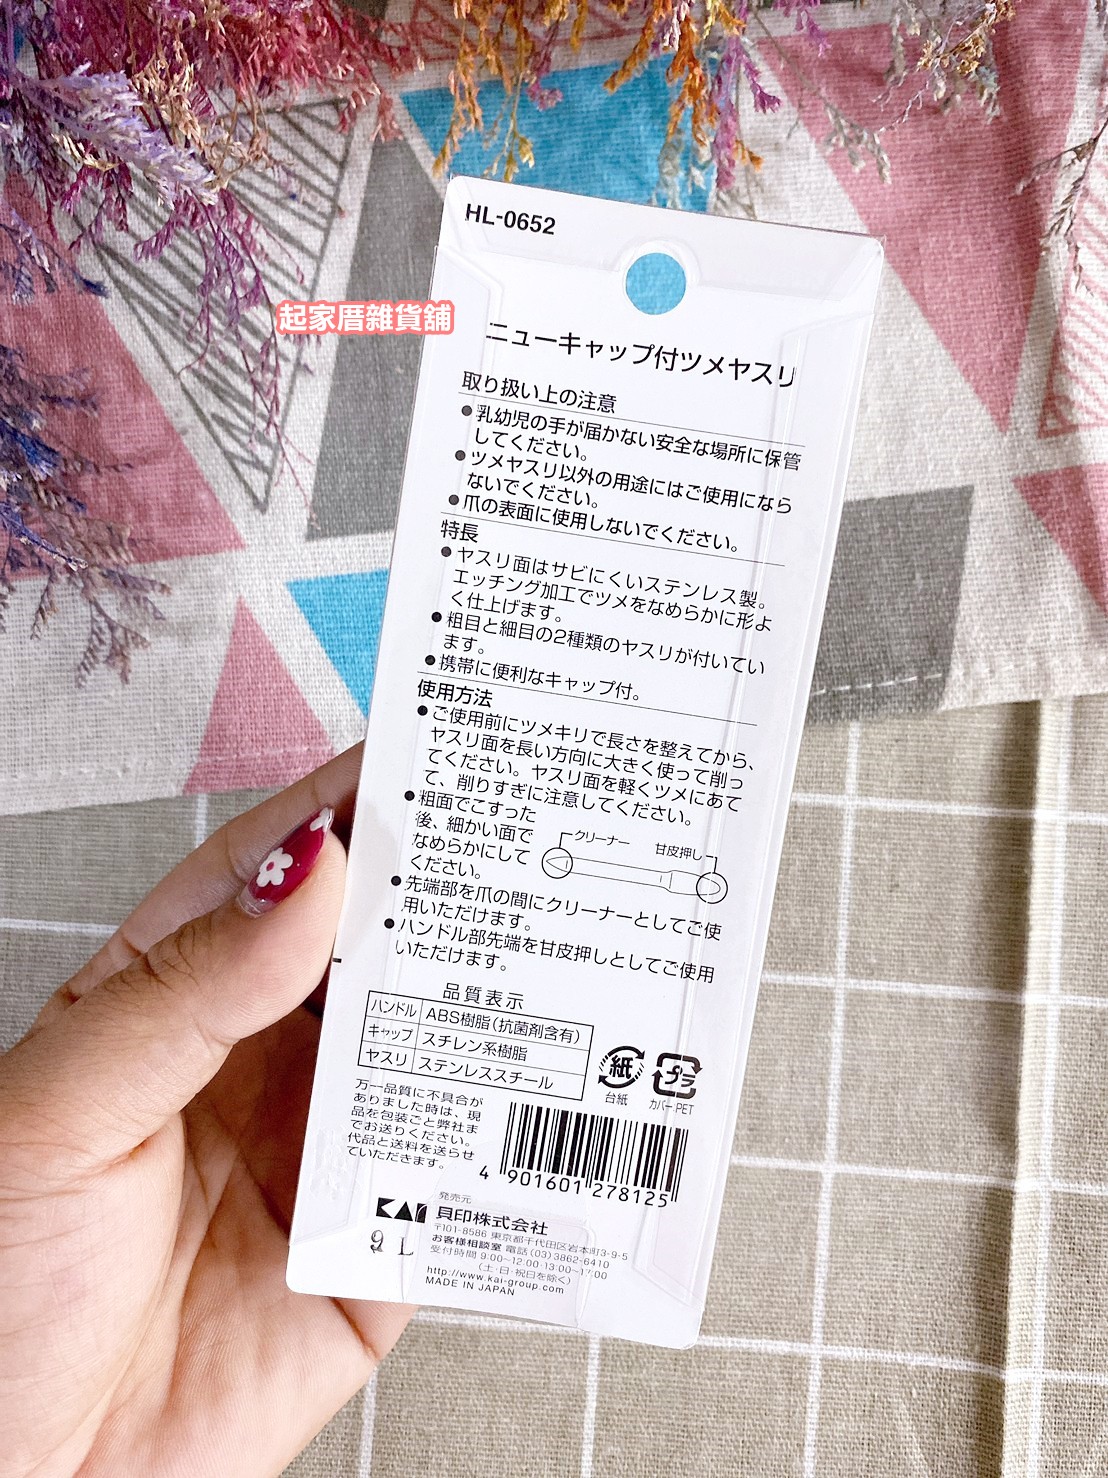 HL-0652
起家厝雜貨舖
ニューキャップ付ツメヤスリ
取り扱い上の注意
●乳幼児の手が届かない安全な場所に保管
してください。
●ツメヤスリ以外の用途にはご使用になら
ないでください。
●爪の表面に使用しないでください。
特長
●ヤスリ面はサビにくいステンレス製。
エッチング加工でツメをなめらかに形よ
く仕上げます。
●粗目と細目の2種類のヤスリが付いてい
ます。
●携帯に便利なキャップ付。
使用方法
●ご使用前にツメキリで長さを整えてから、
ヤスリ面を長い方向に大きく使って削っ
てください。ヤスリ面を軽くツメにあて
て、削りすぎに注意してください。
●粗面でこすった
後、細かい面で
なめらかにして
ください。
クリーナー 甘皮押し
●先端部を爪の間にクリーナーとしてご使
用いただけます。
●ハンドル部先端を甘皮押しとしてご使用
いただけます。
品質表示
ハンドル ABS樹脂(抗菌剤含有)
キャップ スチレン系樹脂
ヤスリ ステンレススチール
紙 プラ
台紙 カバー PET
万一品質に不具合が
ありました時は、現
品を包装ごと弊社ま
でお送りください。
代品と送料を送らせ
ていただきます。
4 901601 278125
KAI
発売元
貝印株式会社
〒101-8586 東京都千代田区岩本町3-9-5
お客様相談室 電話(03)3862-6410
受付時間 9:00~12:00・13:00~17:00
(土・日・祝日を除く)
http://www.kai-group.com
MADE IN JAPAN
9 L